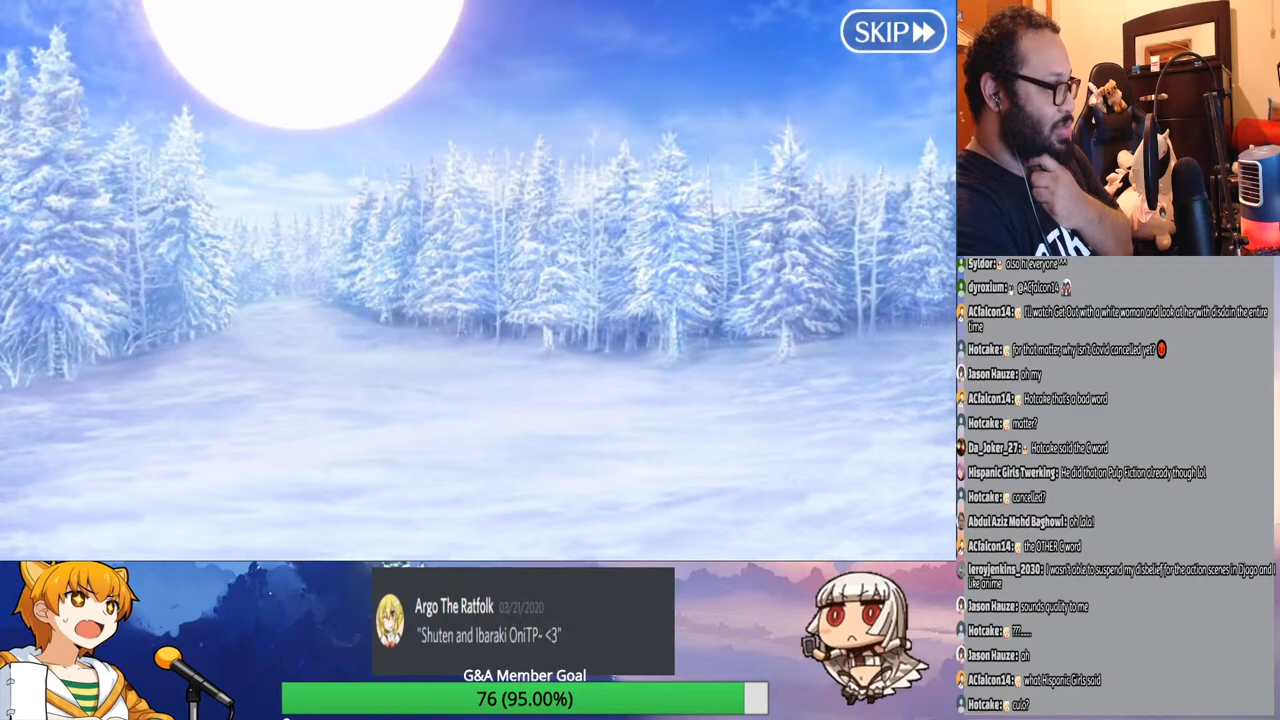 SKIP
Syldor: also hi everyone ^^
dyroxium: @ACfalcon14
ACfalcon14: I'll watch Get Out with a white woman and look at her with disdain the entire
time
Hotcake: for that matter, why isn't Covid cancelled yet?
Jason Hauze: oh my
ACfalcon14: Hotcake that's a bad word
Hotcake: matter?
Da_Joker_27: Hotcake said the C word
Hispanic Girls Twerking: He did that on Pulp Fiction already though lol
Hotcake: cancelled?
Abdul Aziz Mohd Baghowi: oh lala!
ACfalcon14: the OTHER C word
leroyjenkins_2030: I wasn't able to suspend my disbelief for the action scenes in Djago and I
like anime
Jason Hauze: sounds quality to me
Hotcake: ???......
Jason Hauze: ah
ACfalcon14: what Hispanic Girls said
Hotcake: culo?
Argo The Ratfolk 03/21/2020
"Shuten and Ibaraki OniTP- <3"
G&A Member Goal
76 (95.00%)